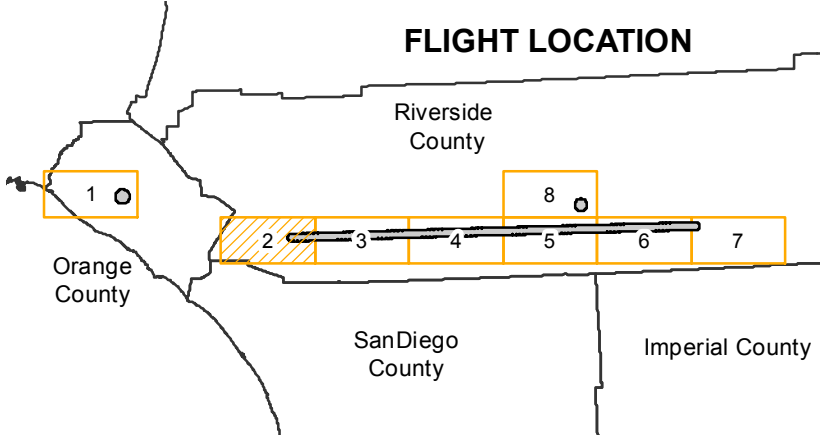 FLIGHT LOCATION
Riverside
County
1
8
2
3
4
5
6
7
Orange
County
SanDiego
County
Imperial County